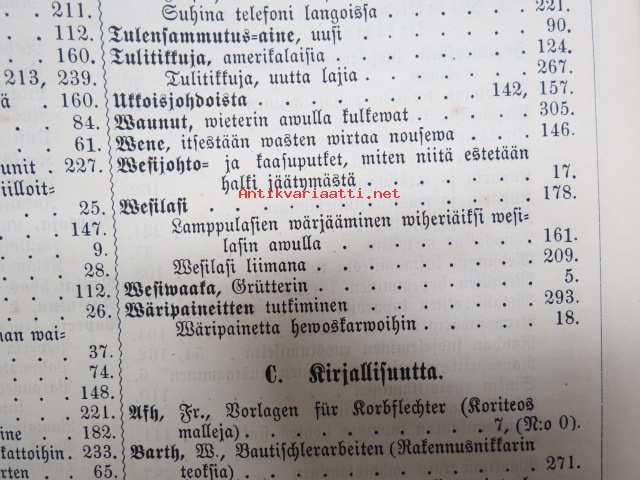 211.
112.
160.
213, 239.
ä . 160.
84.
61.
unit . 227.
iilloit=
25.
147.
9.
28.
112.
26.
nan wai=
37.
74.
148.
221.
ine . . 182.
kattoihin . 233.
rten . . 65.
Suhina telefoni langoissa . . . . 221.
Tulensammutus=aine, uusi . . . . 90.
Tulitikkuja, amerikalaisia . . . . 124.
Tulitikkuja, uutta lajia . . . . 267.
Ukkoisjohdoista . . . . 142, 157.
Waunut, wieterin awulla kulkewat . . 305.
Wene, itsestään wasten wirtaa nousewa . . 146.
Wesijohto= ja kaasuputket, miten niitä estetään
halki jäätymästä . . . . 17.
Wesilasi . . . . 178.
Antikvariaatti.net
Lamppulasien wärjääminen wiheriäiksi wesi=
lasin awulla . . . . 161.
Wesilasi liimana . . . . 209.
Wesiwaaka, Grütterin . . . . 5.
Wäripaineitten tutkiminen . . . . 293.
Wäripainetta hewoskarwoihin . . . . 18.
C. Kirjallisuutta.
Fr., Vorlagen für Korbflechter (Koriteos
malleja) . . . . 7, (N:o 0).
Barth, W., Bautischlerarbeiten (Rakennusnikkarin
teoksia) . . . . 271.